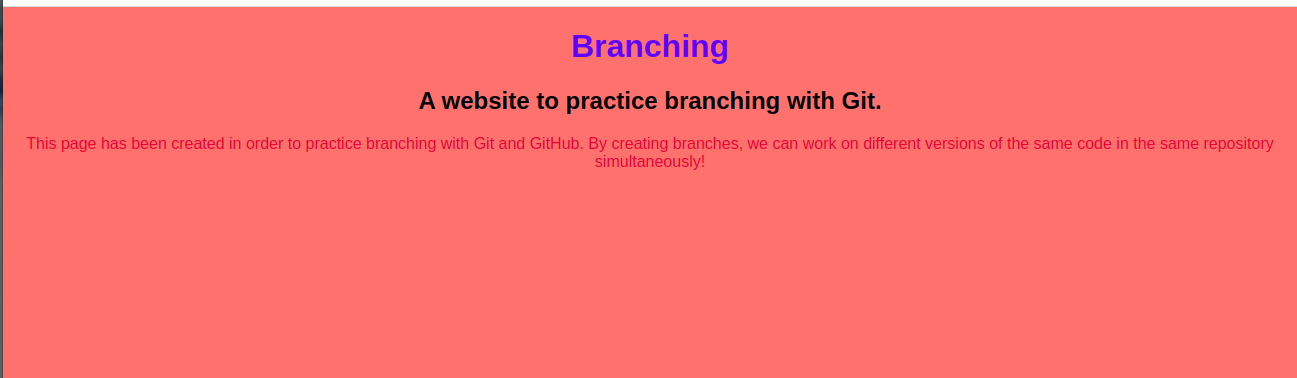 Branching
A website to practice branching with Git.
This page has been created in order to practice branching with Git and GitHub. By creating branches, we can work on different versions of the same code in the same repository
simultaneously!